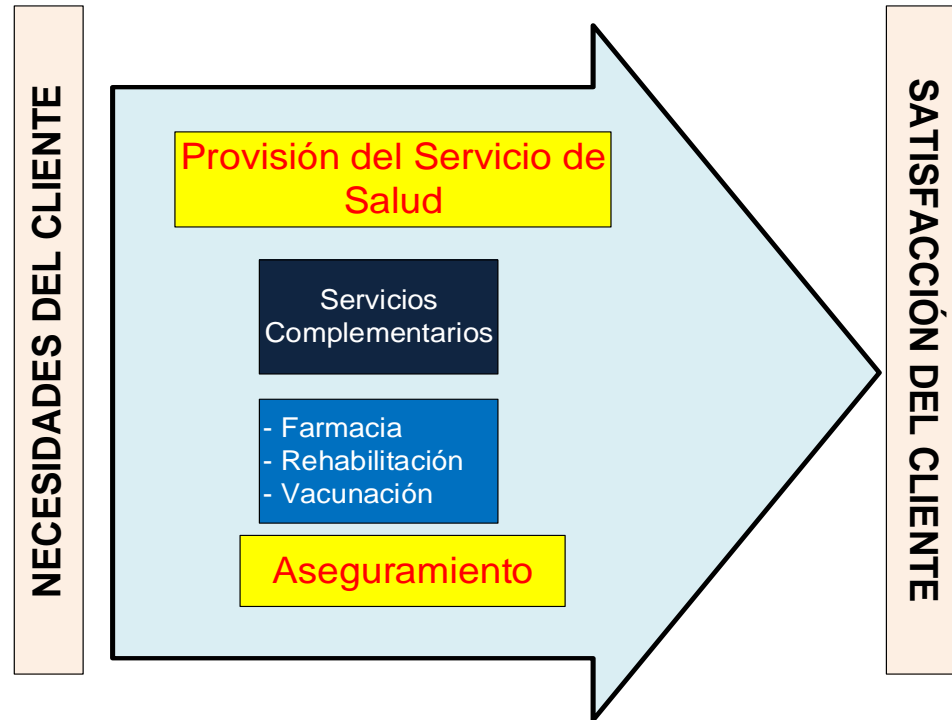 NECESIDADES DEL CLIENTE
Provisión del Servicio de
Salud
Servicios
Complementarios
- Farmacia
- Rehabilitación
- Vacunación
Aseguramiento
SATISFACCIÓN DEL CLIENTE